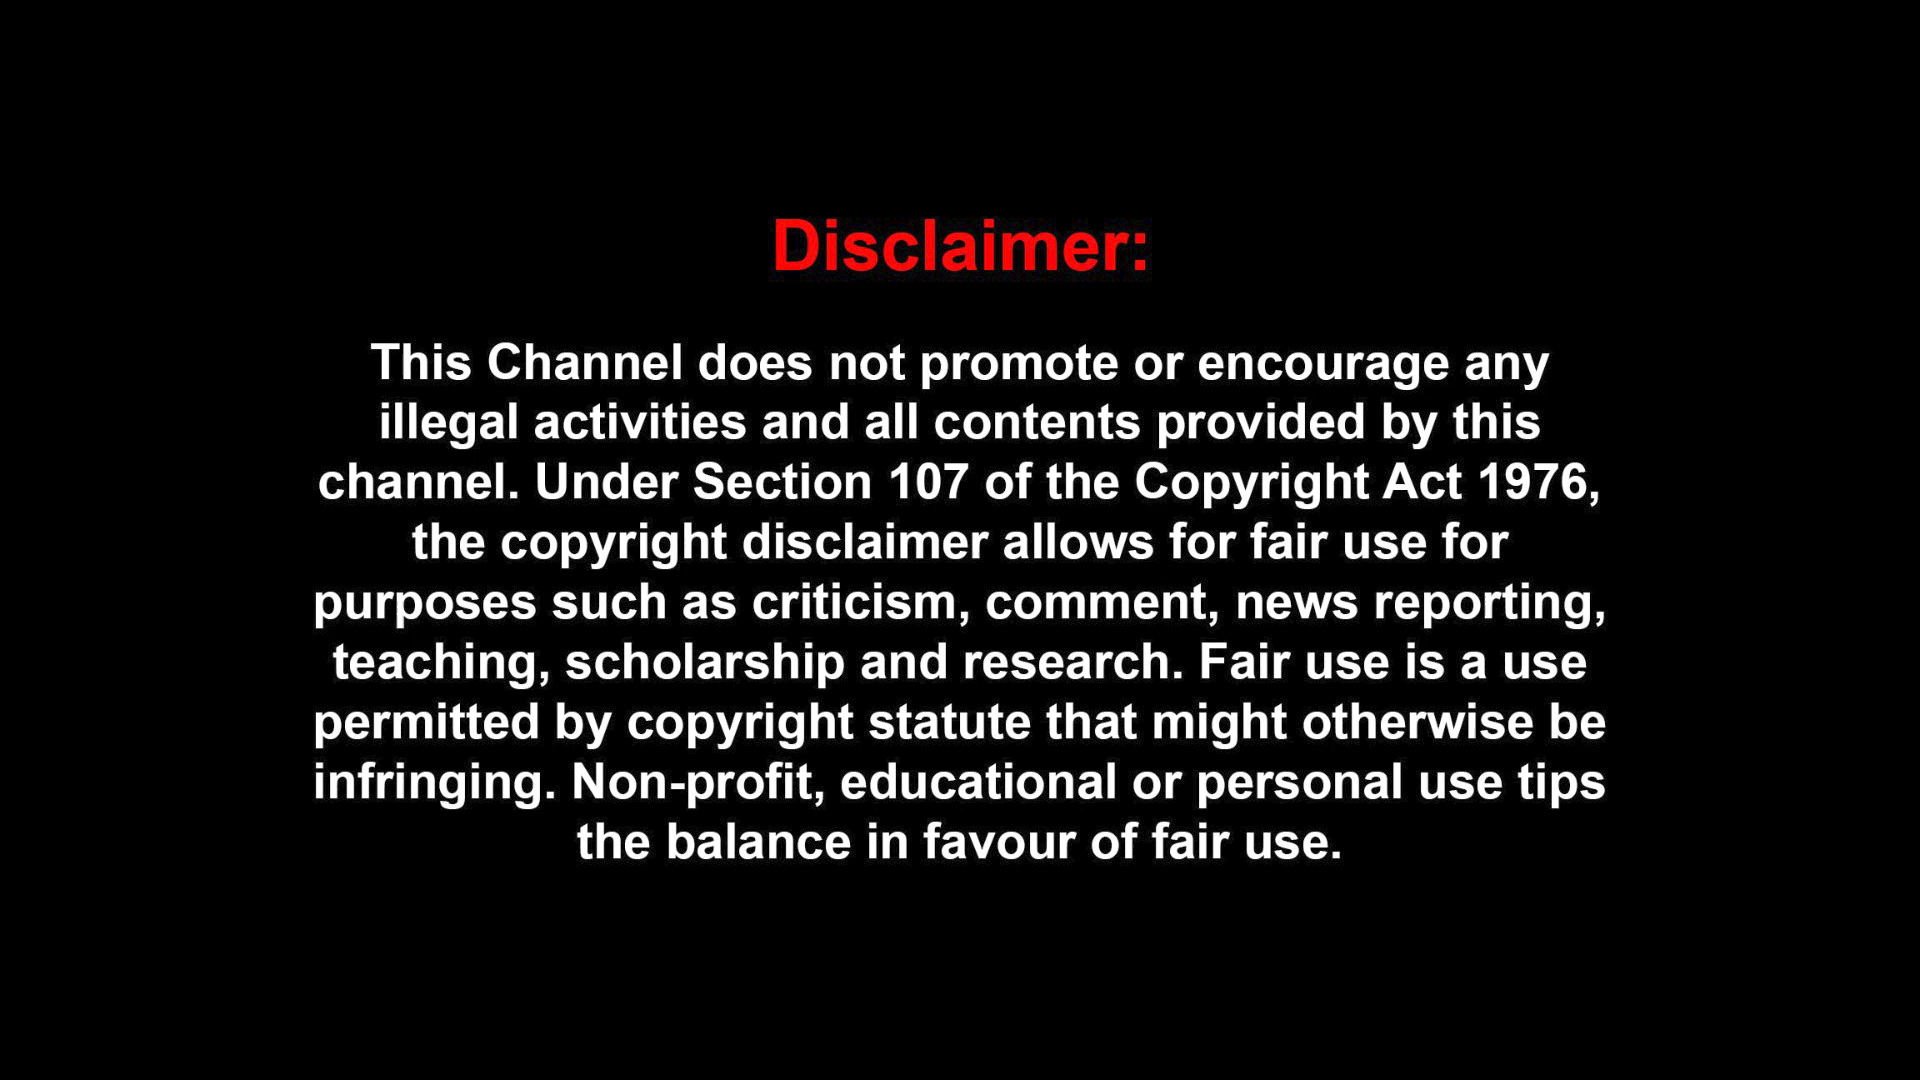 Disclaimer:
This Channel does not promote or encourage any
illegal activities and all contents provided by this
channel. Under Section 107 of the Copyright Act 1976,
the copyright disclaimer allows for fair use for
purposes such as criticism, comment, news reporting,
teaching, scholarship and research. Fair use is a use
permitted by copyright statute that might otherwise be
infringing. Non-profit, educational or personal use tips
the balance in favour of fair use.